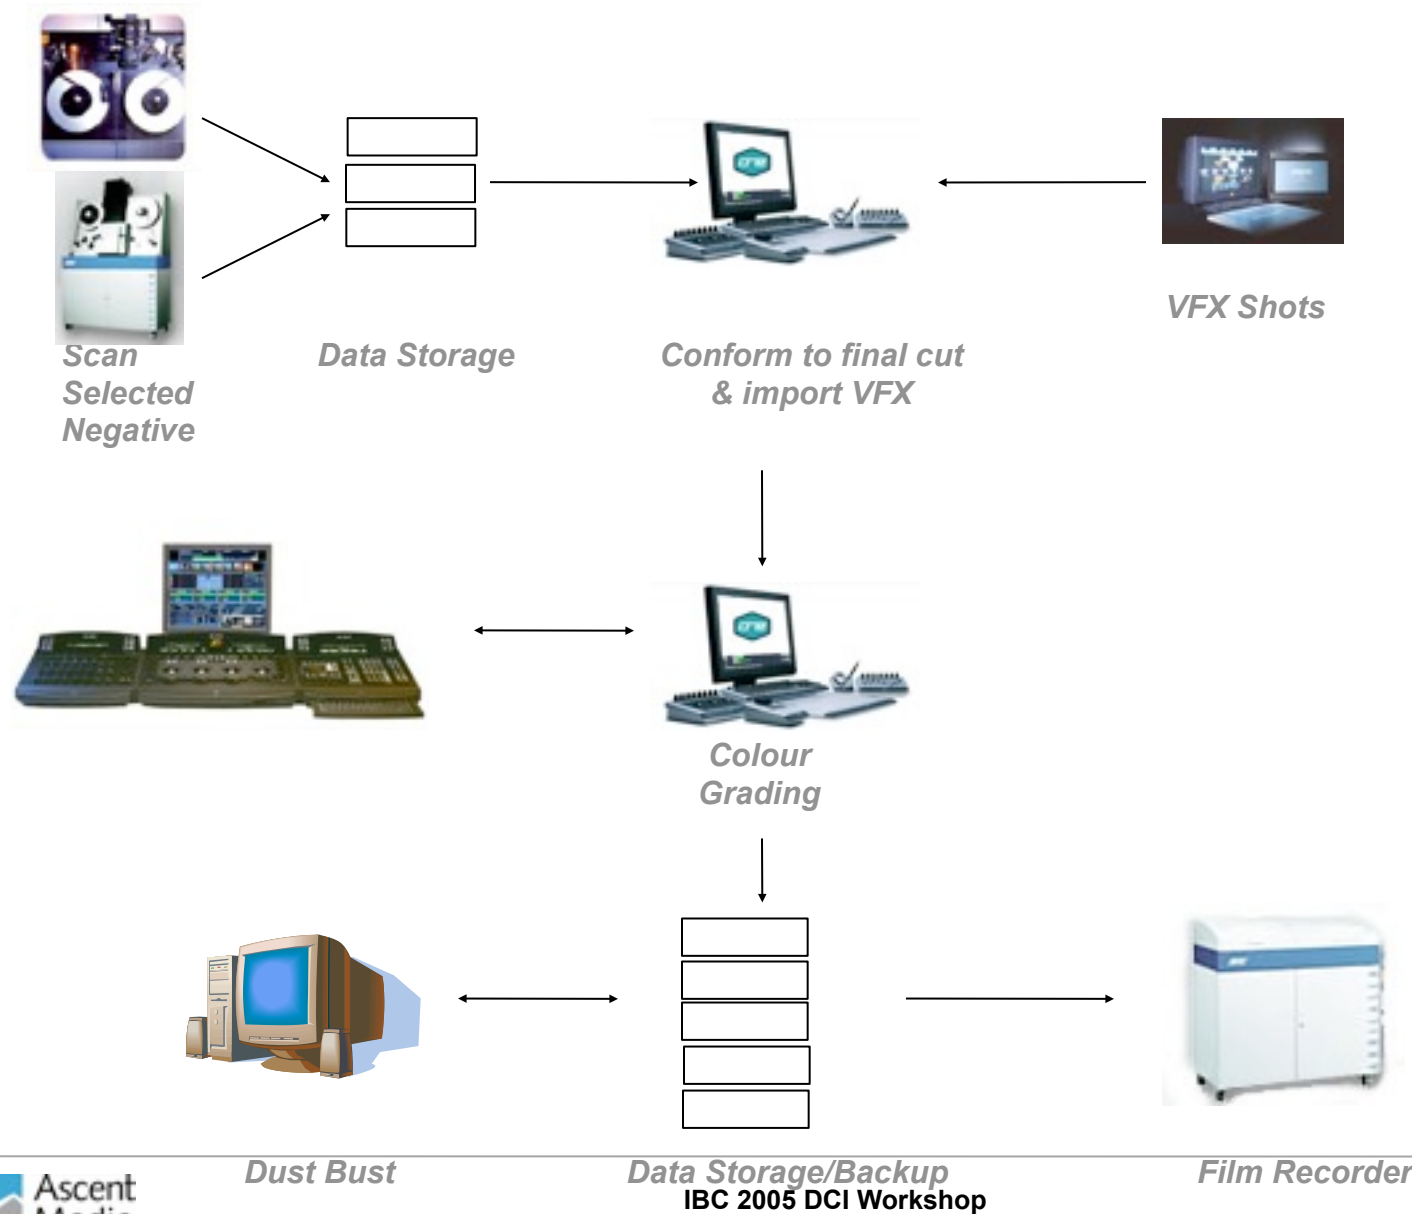 VFX Shots
Scan
Selected
Negative
Data Storage
Conform to final cut
& import VFX
Colour
Grading
Dust Bust
Data Storage/Backup
Film Recorder
Ascent
Media
IBC 2005 DCI Workshop